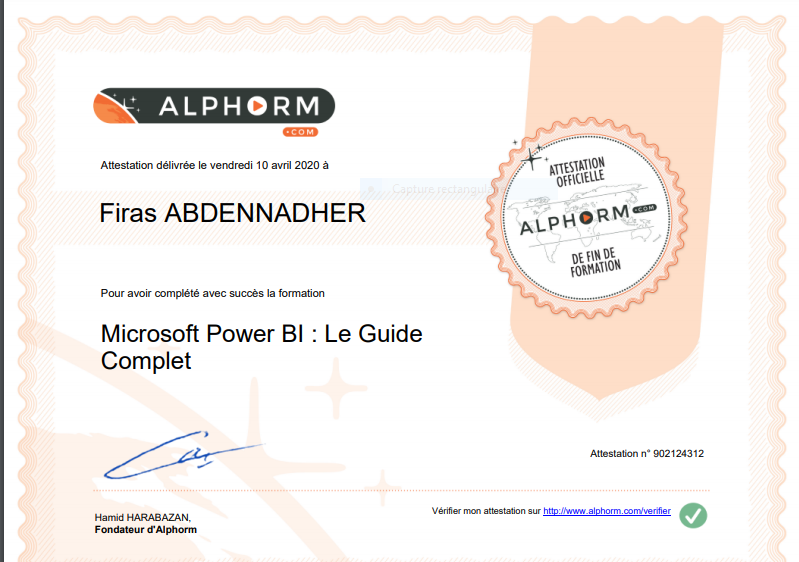 ALPHORM
.COM
Attestation délivrée le vendredi 10 avril 2020 à
Capture rectangula
Firas ABDENNADHER
ATTESTATION
OFFICIELLE
ALPHORM .COM
DE FIN DE
FORMATION
Pour avoir complété avec succès la formation
Microsoft Power BI : Le Guide
Complet
Attestation n° 902124312
Hamid HARABAZAN,
Fondateur d'Alphorm
Vérifier mon attestation sur http://www.alphorm.com/verifier